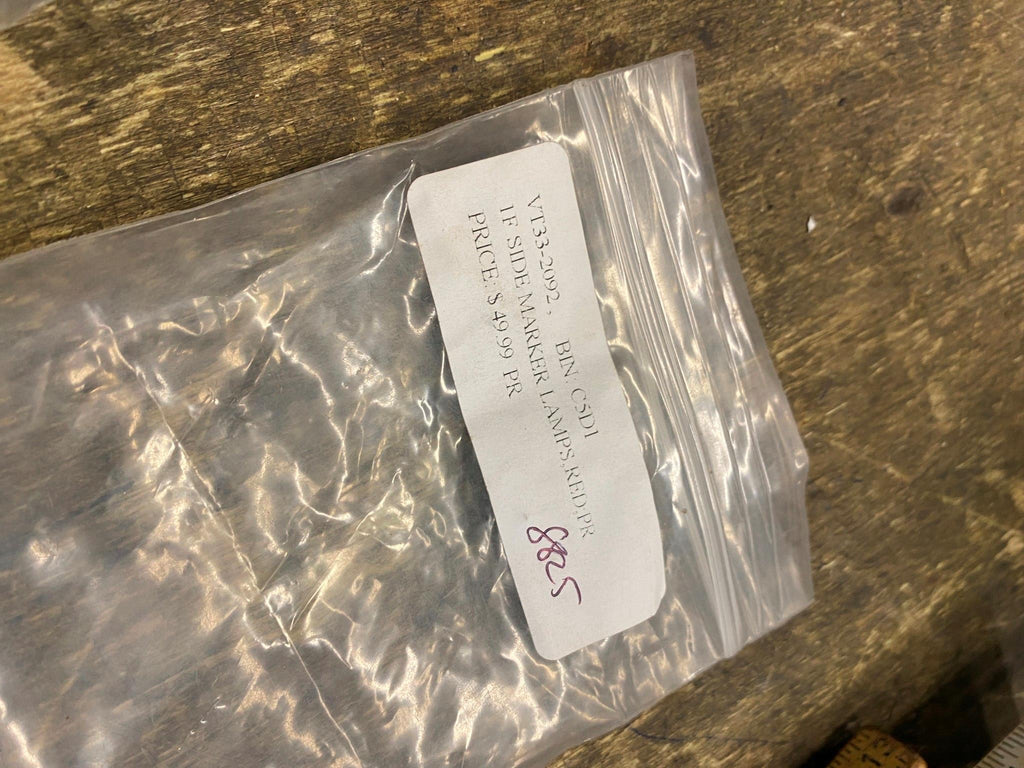 VT33-2092, BIN: CSD1
1F SIDE MARKER LAMPS,RED,PR
PRICE: $ 49.99 PR
8825